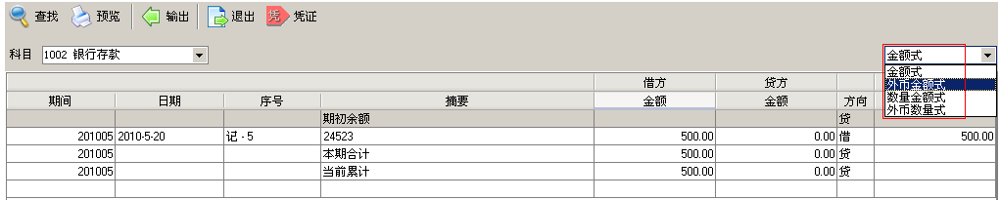 查找 预览 输出 退出 凭 凭证
科目 1002 银行存款 金额式
金额式
外币金额式
数量金额式
外币数量式
借方 贷方
期间 日期 序号 摘要 金额 金额 方向
期初余额 贷
201005 2010-5-20 记 - 5 24523 500.00 0.00 借 500.00
201005 本期合计 500.00 0.00 贷
201005 当前累计 500.00 0.00 贷